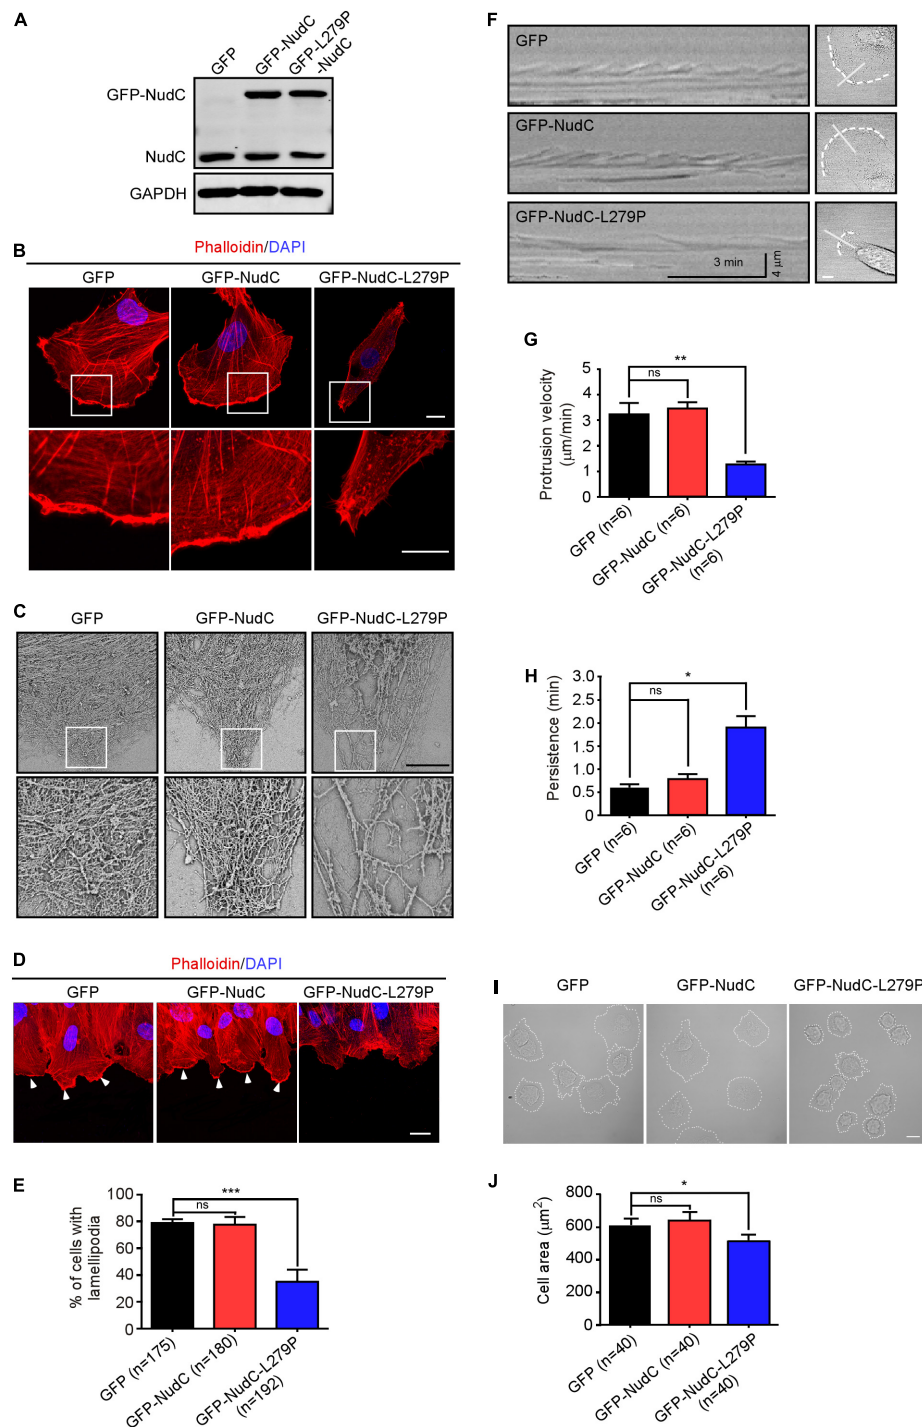 A
GFP
GFP-NudC
GFP-L279P
-NudC
GFP-NudC
NudC
GAPDH
B
Phalloidin/DAPI
GFP
GFP-NudC
GFP-NudC-L279P
C
GFP
GFP-NudC
GFP-NudC-L279P
D
Phalloidin/DAPI
GFP
GFP-NudC
GFP-NudC-L279P
E
% of cells with
lamellipodia
100
80
60
40
20
0
***
ns
GFP (n=175)
GFP-NudC (n=180)
GFP-NudC-L279P
(n=192)
F
GFP
GFP-NudC
GFP-NudC-L279P
3 min
4 μm
G
Protrusion velocity
(μm/min)
5
4
3
2
1
0
**
ns
GFP (n=6)
GFP-NudC (n=6)
GFP-NudC-L279P
(n=6)
H
Persistence (min)
3.0
2.5
2.0
1.5
1.0
0.5
0
*
ns
GFP (n=6)
GFP-NudC (n=6)
GFP-NudC-L279P
(n=6)
I
GFP
GFP-NudC
GFP-NudC-L279P
J
Cell area (μm²)
800
600
400
200
0
*
ns
GFP (n=40)
GFP-NudC (n=40)
GFP-NudC-L279P
(n=40)